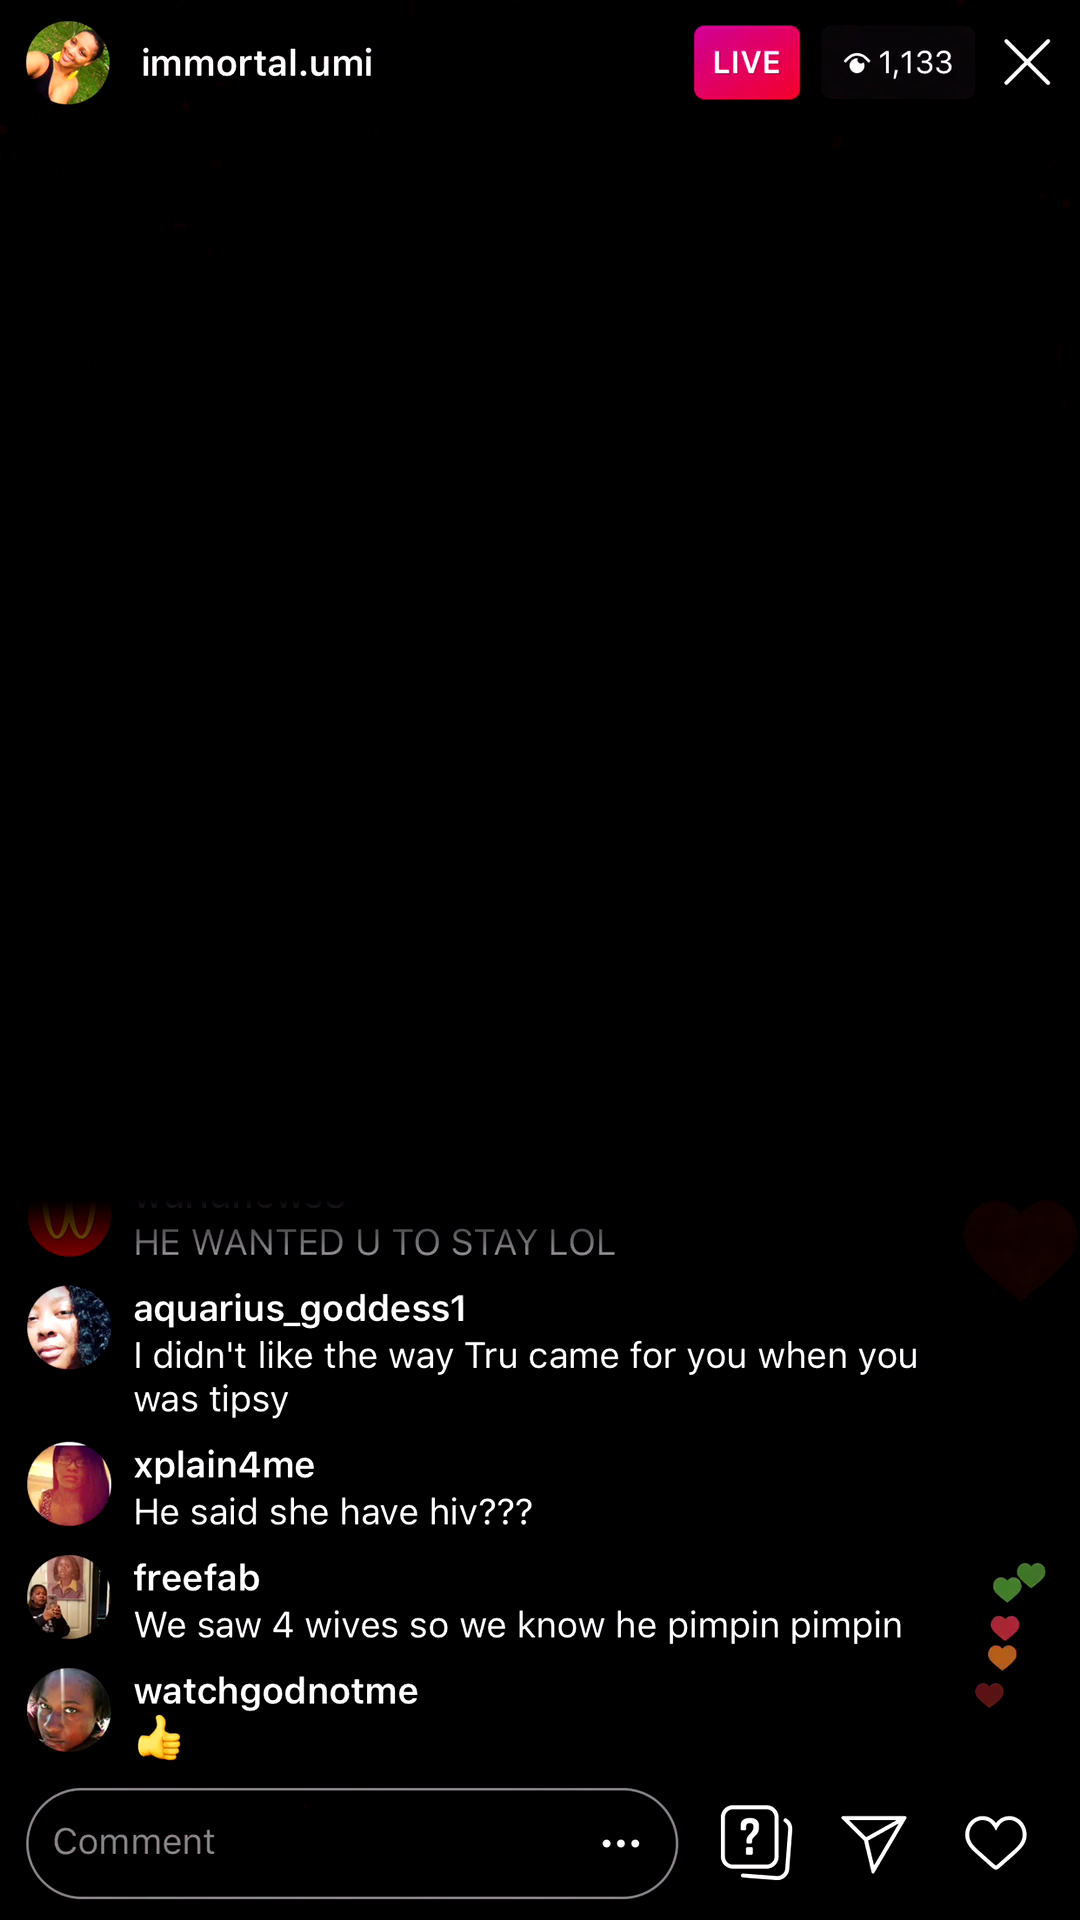 immortal.umi
LIVE
1,133
HE WANTED U TO STAY LOL
aquarius_goddess1
I didn't like the way Tru came for you when you
was tipsy
xplain4me
He said she have hiv???
freefab
We saw 4 wives so we know he pimpin pimpin
watchgodnotme
👍
Comment